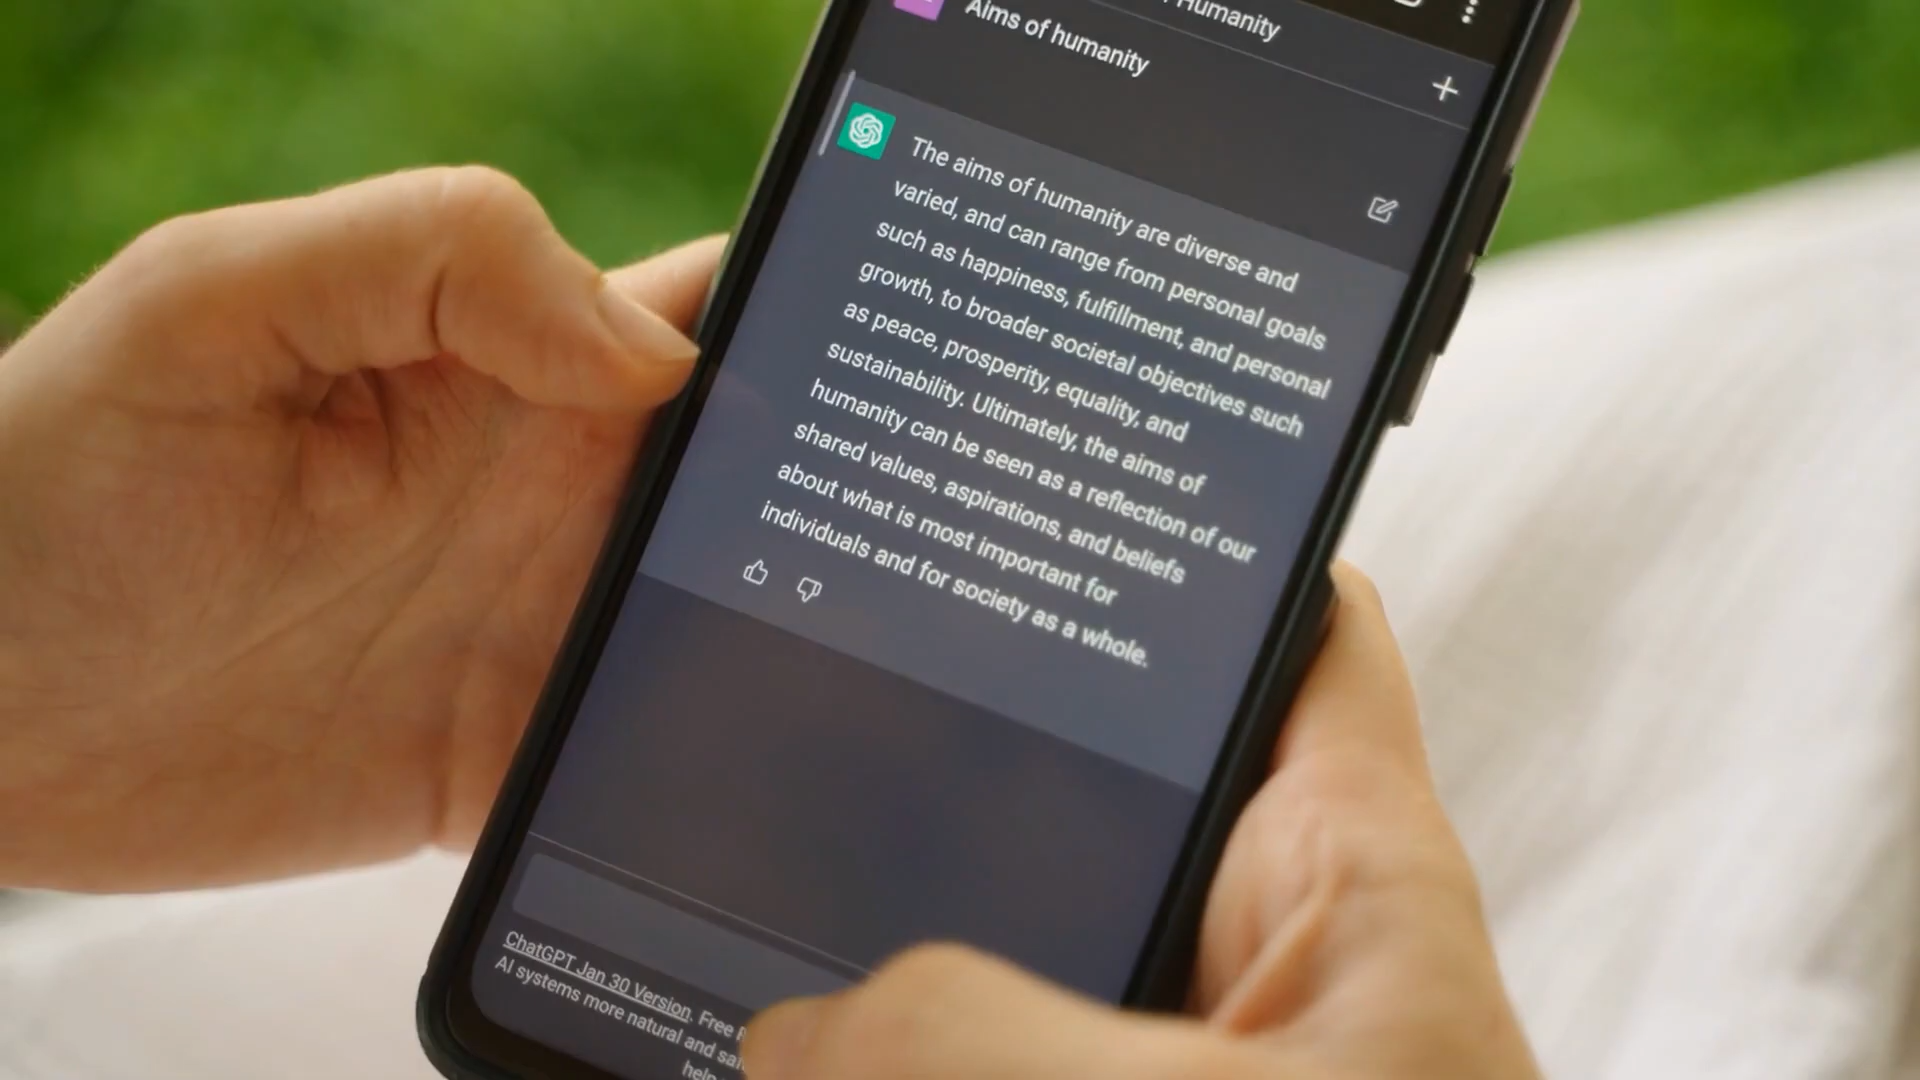 Humanity
Aims of humanity
The aims of humanity are diverse and
varied, and can range from personal goals
such as happiness, fulfillment, and personal
growth, to broader societal objectives such
as peace, prosperity, equality, and
sustainability. Ultimately, the aims of
humanity can be seen as a reflection of our
shared values, aspirations, and beliefs
about what is most important for
individuals and for society as a whole.
ChatGPT Jan 30 Version. Free
AI systems more natural and
help